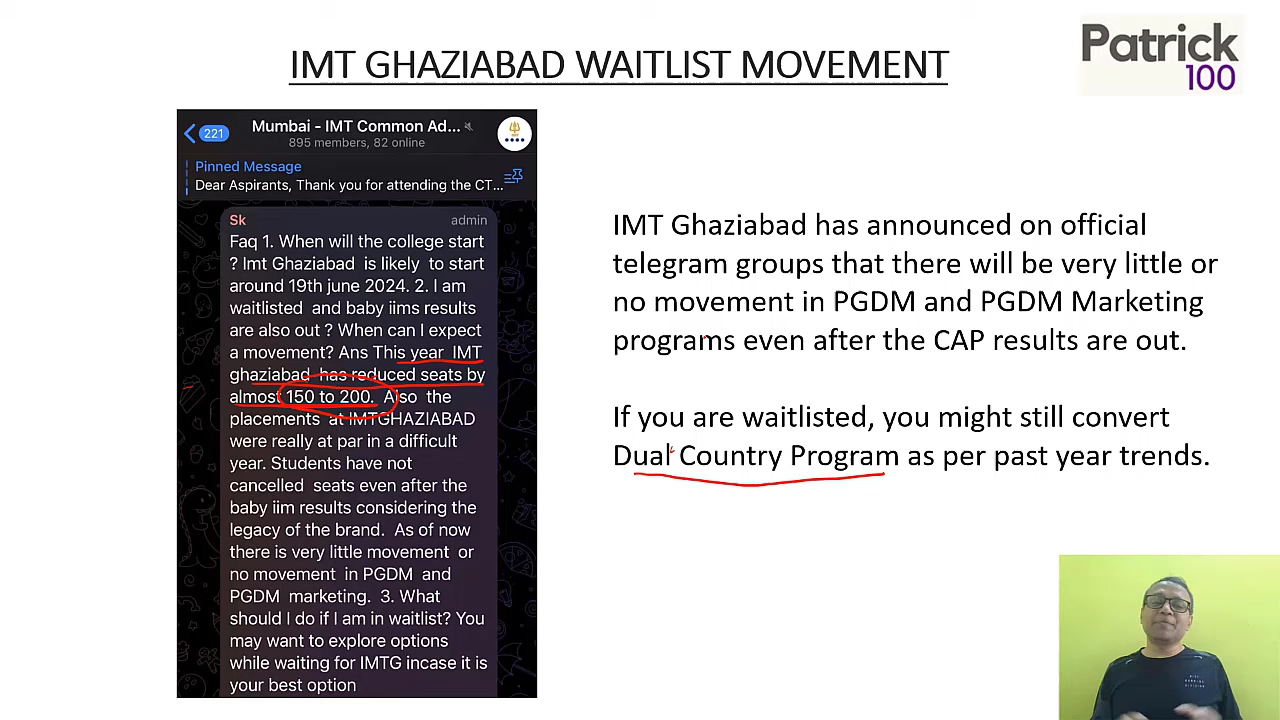 IMT GHAZIABAD WAITLIST MOVEMENT
Patrick
100
221
Mumbai - IMT Common Ad...
895 members, 82 online
Pinned Message
Dear Aspirants, Thank you for attending the CT...
Sk admin
Faq 1. When will the college start
? Imt Ghaziabad is likely to start
around 19th june 2024. 2. I am
waitlisted and baby iims results
are also out ? When can I expect
a movement? Ans This year IMT
ghaziabad has reduced seats by
almost 150 to 200. Also the
placements at IMTGHAZIABAD
were really at par in a difficult
year. Students have not
cancelled seats even after the
baby iim results considering the
legacy of the brand. As of now
there is very little movement or
no movement in PGDM and
PGDM marketing. 3. What
should I do if I am in waitlist? You
may want to explore options
while waiting for IMTG incase it is
your best option
IMT Ghaziabad has announced on official
telegram groups that there will be very little or
no movement in PGDM and PGDM Marketing
programs even after the CAP results are out.
If you are waitlisted, you might still convert
Dual Country Program as per past year trends.